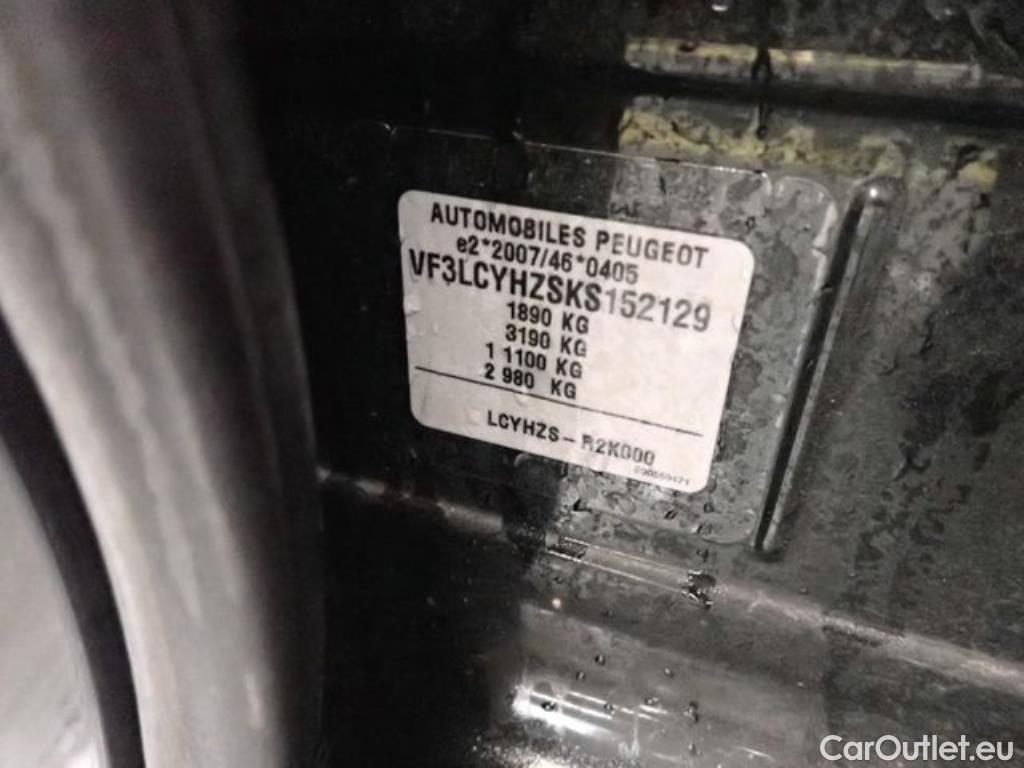 AUTOMOBILES PEUGEOT
e2*2007/46*0405
VF3LCYHZSKS152129
1890 KG
3190 KG
1 1100 KG
2 980 KG
LCYHZS-R2K000
CarOutlet.eu